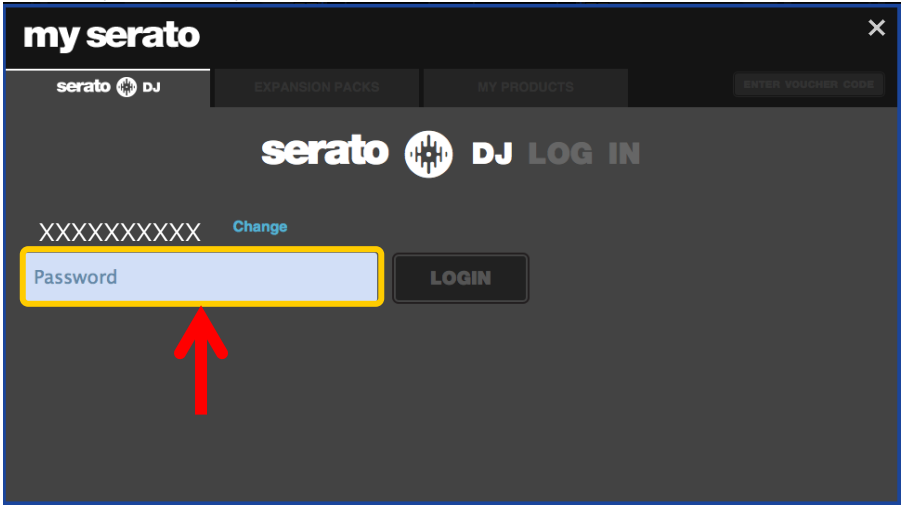 my serato
serato DJ
EXPANSION PACKS
MY PRODUCTS
ENTER VOUCHER CODE
serato DJ LOG IN
XXXXXXXXXX Change
Password
LOGIN